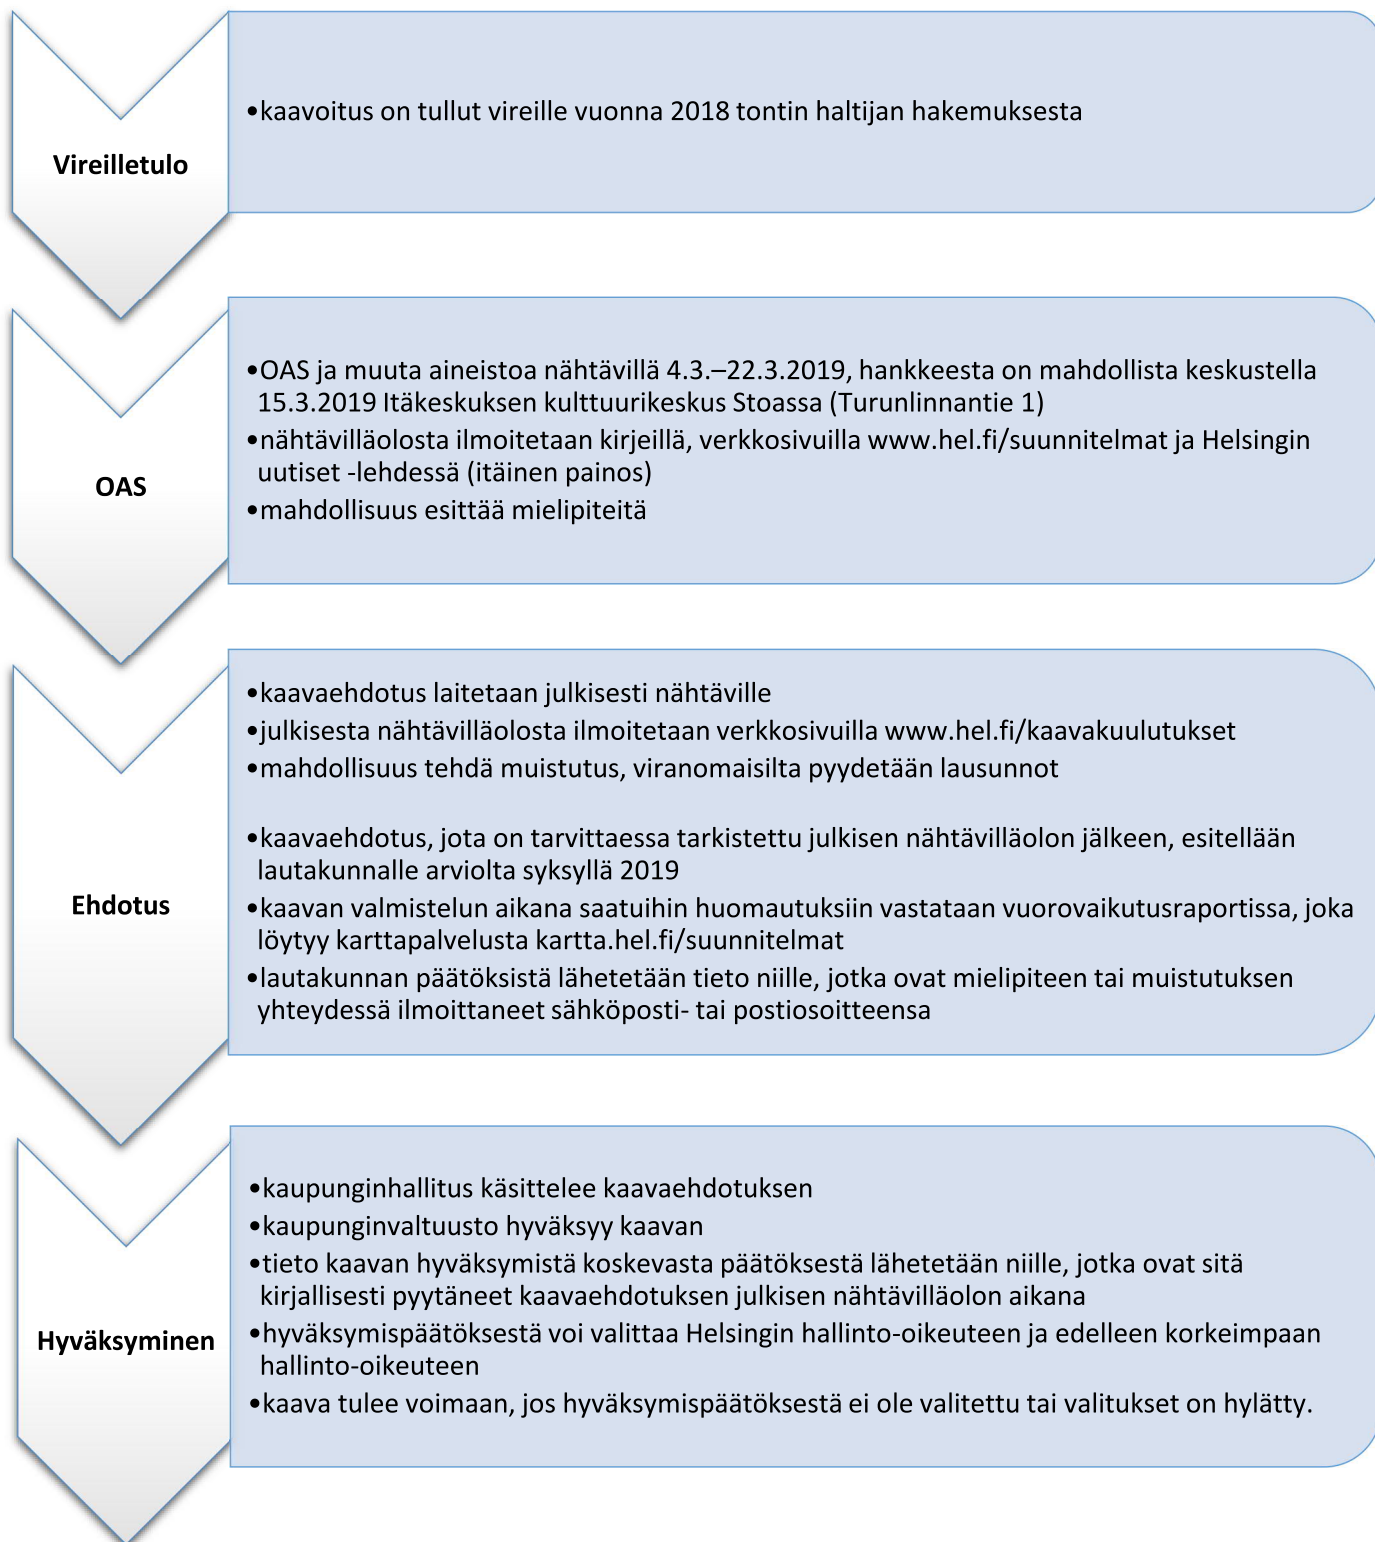 Vireilletulo
•kaavoitus on tullut vireille vuonna 2018 tontin haltijan hakemuksesta
OAS
•OAS ja muuta aineistoa nähtävillä 4.3.–22.3.2019, hankkeesta on mahdollista keskustella
15.3.2019 Itäkeskuksen kulttuurikeskus Stoassa (Turunlinnantie 1)
•nähtävilläolosta ilmoitetaan kirjeillä, verkkosivuilla www.hel.fi/suunnitelmat ja Helsingin
uutiset -lehdessä (itäinen painos)
•mahdollisuus esittää mielipiteitä
Ehdotus
•kaavaehdotus laitetaan julkisesti nähtäville
•julkisesta nähtävilläolosta ilmoitetaan verkkosivuilla www.hel.fi/kaavakuulutukset
•mahdollisuus tehdä muistutus, viranomaisilta pyydetään lausunnot
•kaavaehdotus, jota on tarvittaessa tarkistettu julkisen nähtävilläolon jälkeen, esitellään
lautakunnalle arviolta syksyllä 2019
•kaavan valmistelun aikana saatuihin huomautuksiin vastataan vuorovaikutusraportissa, joka
löytyy karttapalvelusta kartta.hel.fi/suunnitelmat
•lautakunnan päätöksistä lähetetään tieto niille, jotka ovat mielipiteen tai muistutuksen
yhteydessä ilmoittaneet sähköposti- tai postiosoitteensa
Hyväksyminen
•kaupunginhallitus käsittelee kaavaehdotuksen
•kaupunginvaltuusto hyväksyy kaavan
•tieto kaavan hyväksymistä koskevasta päätöksestä lähetetään niille, jotka ovat sitä
kirjallisesti pyytäneet kaavaehdotuksen julkisen nähtävilläolon aikana
•hyväksymispäätöksestä voi valittaa Helsingin hallinto-oikeuteen ja edelleen korkeimpaan
hallinto-oikeuteen
•kaava tulee voimaan, jos hyväksymispäätöksestä ei ole valitettu tai valitukset on hylätty.